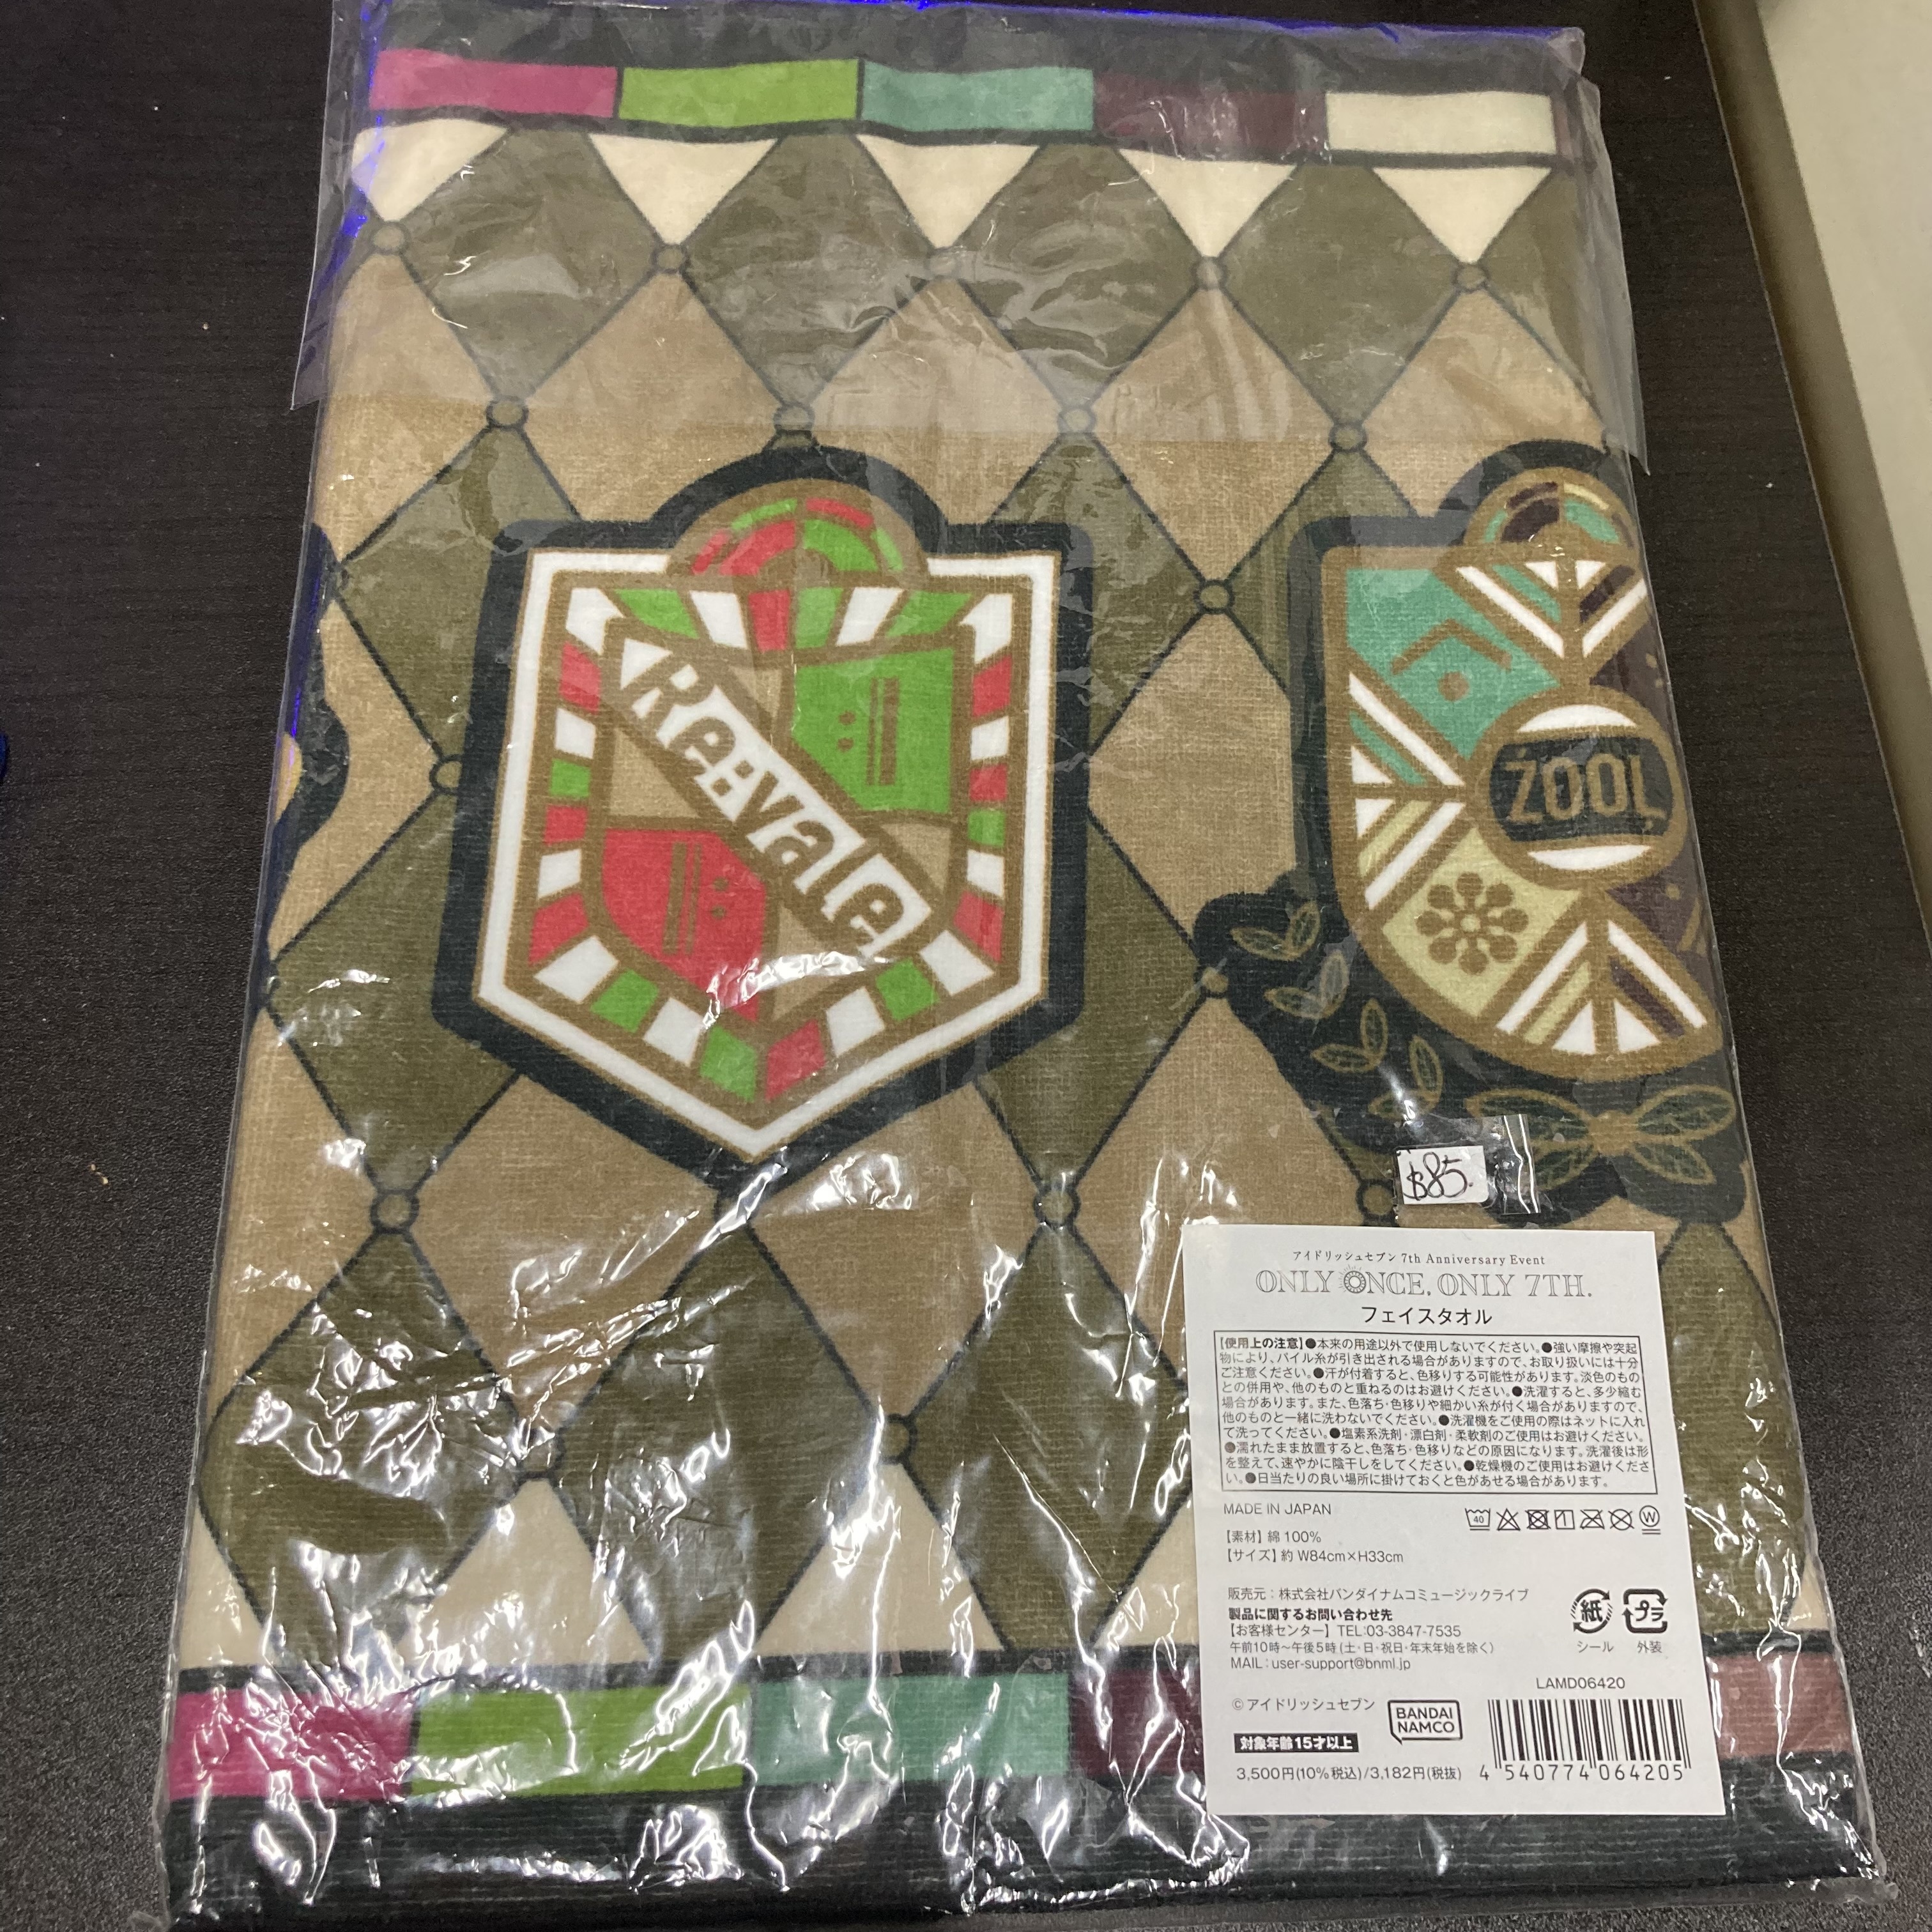 Re:vale
ŹOOĻ
$85.
アイドリッシュセブン 7th Anniversary Event
ONLY ONCE, ONLY 7TH.
フェイスタオル
【使用上の注意】●本来の用途以外で使用しないでください。●強い摩擦や突起
物により、パイル糸が引き出される場合がありますので、お取り扱いには十分
ご注意ください。●汗が付着すると、色移りする可能性があります。淡色のもの
との併用や、他のものと重ねるのはお避けください。●洗濯すると、多少縮む
場合があります。また、色落ち・色移りや細かい糸が付く場合がありますので、
他のものと一緒に洗わないでください。●洗濯機をご使用の際はネットに入れ
て洗ってください。●塩素系洗剤・漂白剤・柔軟剤のご使用はお避けください。
●濡れたまま放置すると、色落ち・色移りなどの原因になります。洗濯後は形
を整えて、速やかに陰干しをしてください。●乾燥機のご使用はお避けくださ
い。●日当たりの良い場所に掛けておくと色があせる場合があります。
MADE IN JAPAN
40 W
【素材】綿 100%
【サイズ】約 W84cm×H33cm
販売元：株式会社バンダイナムコミュージックライブ
製品に関するお問い合わせ先
【お客様センター】TEL:03-3847-7535
午前10時～午後5時 (土・日・祝日・年末年始を除く)
MAIL：user-support@bnml.jp
紙 プラ
シール 外装
LAMD06420
© アイドリッシュセブン
BANDAI
NAMCO
対象年齢15才以上
3,500円(10%税込)/3,182円(税抜)
4 540774 064205